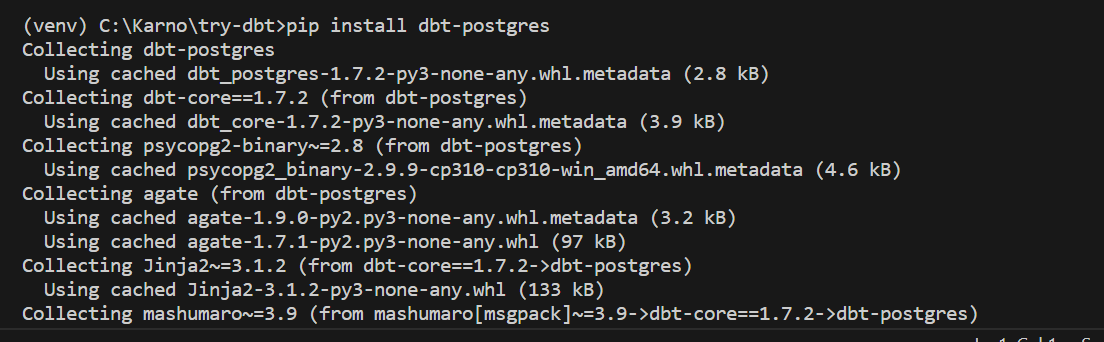 (venv) C:\Karno\try-dbt>pip install dbt-postgres
Collecting dbt-postgres
  Using cached dbt_postgres-1.7.2-py3-none-any.whl.metadata (2.8 kB)
Collecting dbt-core==1.7.2 (from dbt-postgres)
  Using cached dbt_core-1.7.2-py3-none-any.whl.metadata (3.9 kB)
Collecting psycopg2-binary~=2.8 (from dbt-postgres)
  Using cached psycopg2_binary-2.9.9-cp310-cp310-win_amd64.whl.metadata (4.6 kB)
Collecting agate (from dbt-postgres)
  Using cached agate-1.9.0-py2.py3-none-any.whl.metadata (3.2 kB)
  Using cached agate-1.7.1-py2.py3-none-any.whl (97 kB)
Collecting Jinja2~=3.1.2 (from dbt-core==1.7.2->dbt-postgres)
  Using cached Jinja2-3.1.2-py3-none-any.whl (133 kB)
Collecting mashumaro~=3.9 (from mashumaro[msgpack]~=3.9->dbt-core==1.7.2->dbt-postgres)